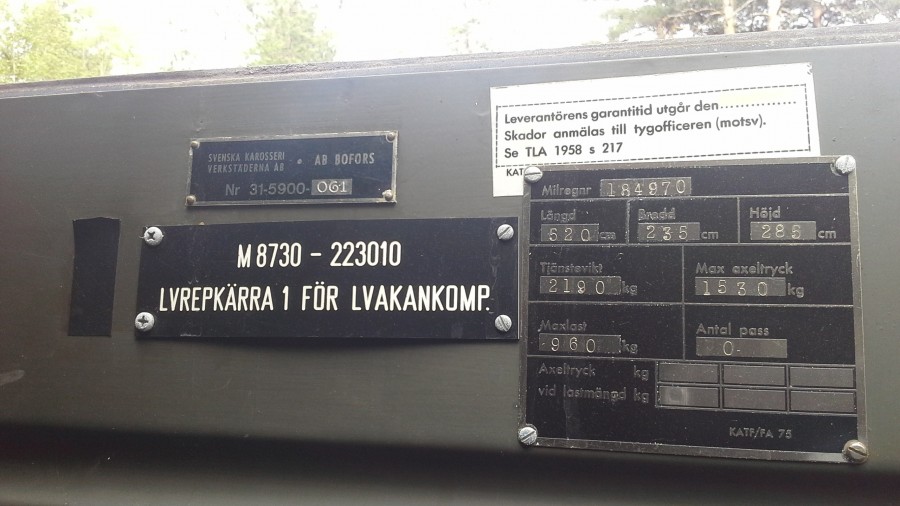 SVENSKA KAROSSERI
VERKSTÄDERNA AB • AB BOFORS
Nr 31-5900-061
M 8730 - 223010
LVREPKÄRRA 1 FÖR LVAKANKOMP.
Leverantörens garantitid utgår den ..............
Skador anmälas till tygofficeren (motsv).
Se TLA 1958 s 217
KAT
Milregnr 184970
Längd Bredd Höjd
620 cm 235 cm 285 cm
Tjänstevikt Max axeltryck
2190 kg 1530 kg
Maxlast Antal pass
960 kg 0-
Axeltryck kg
vid lastmängd kg
KATF/FA 75